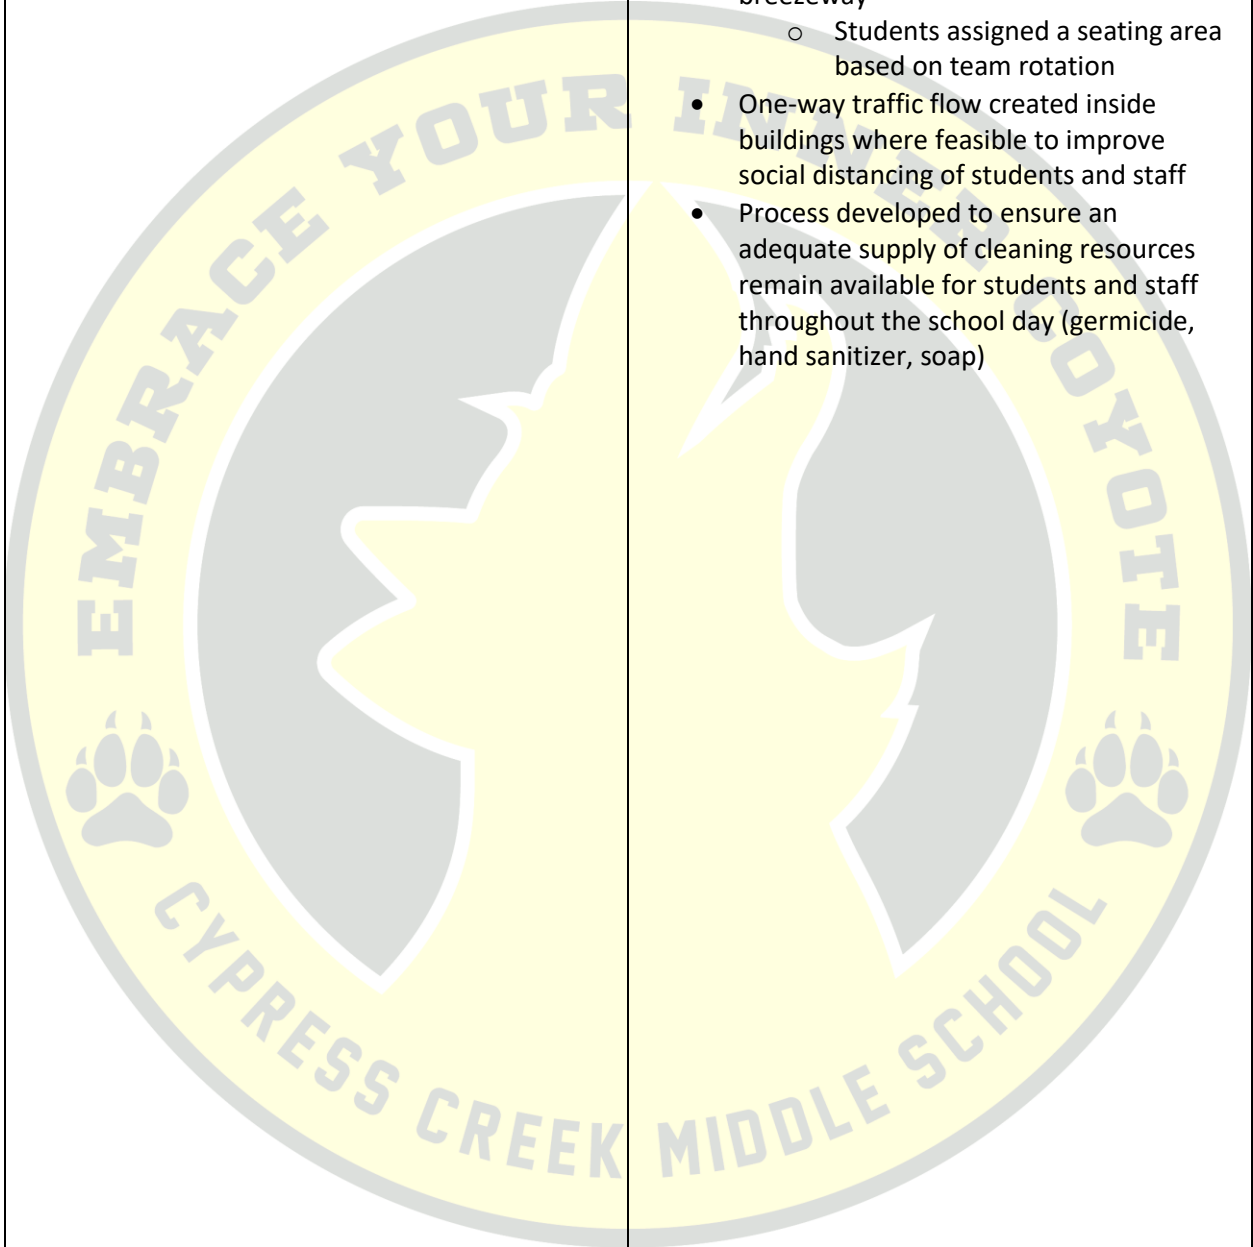 breezeway
o Students assigned a seating area
based on team rotation
• One-way traffic flow created inside
buildings where feasible to improve
social distancing of students and staff
• Process developed to ensure an
adequate supply of cleaning resources
remain available for students and staff
throughout the school day (germicide,
hand sanitizer, soap)
EMBRACE YOUR INNER COYOTE
CYPRESS CREEK MIDDLE SCHOOL